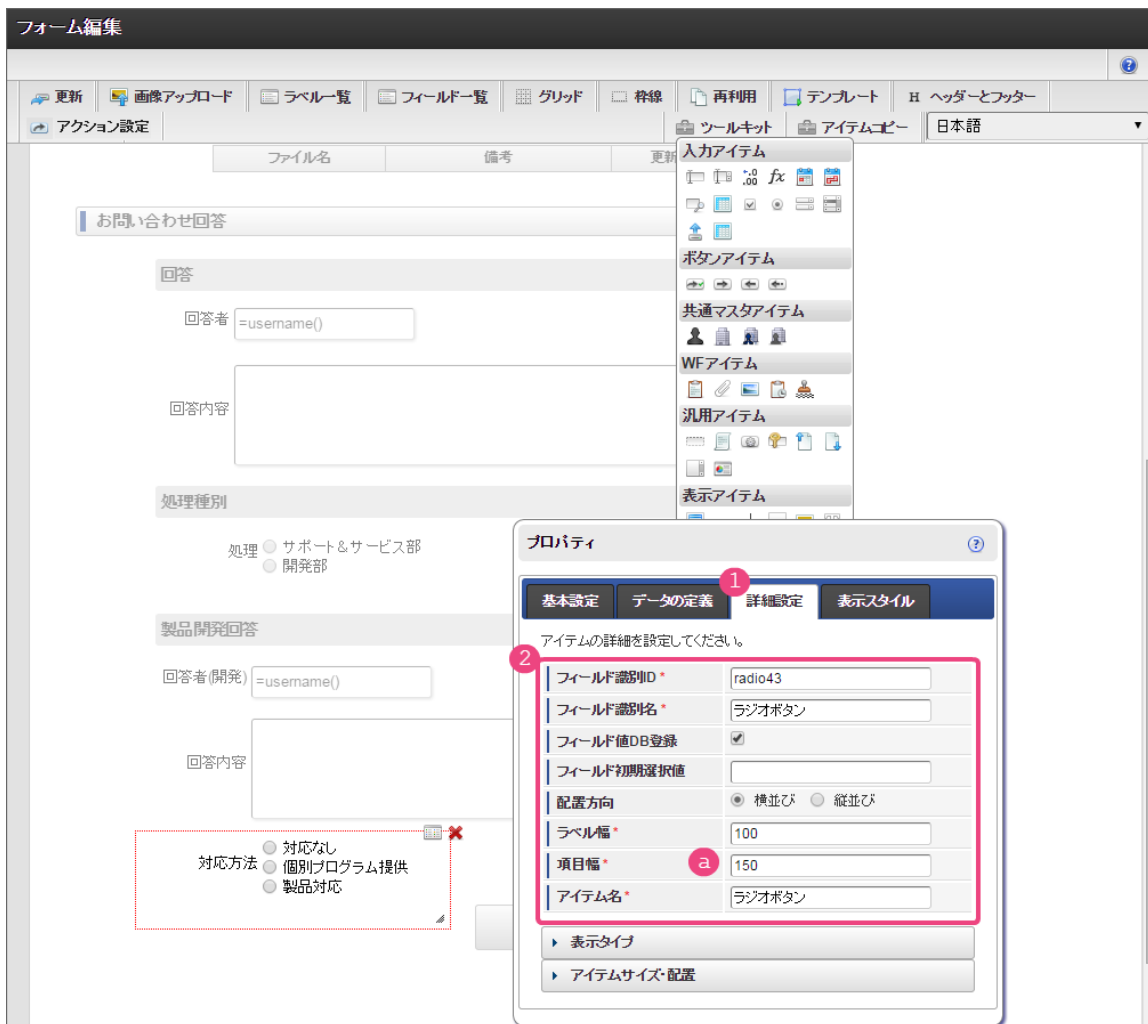 フォーム編集
更新 画像アップロード ラベル一覧 フィールド一覧 グリッド 枠線 再利用 テンプレート H ヘッダーとフッター
アクション設定 ツールキット アイテムコピー 日本語
ファイル名 備考 更新
入力アイテム
お問い合わせ回答
ボタンアイテム
回答
共通マスタアイテム
回答者 =username()
WFアイテム
回答内容
汎用アイテム
処理種別
表示アイテム
処理 サポート&サービス部
開発部
製品開発回答
回答者(開発) =username()
回答内容
対応方法 対応なし
個別プログラム提供
製品対応
プロパティ
1
基本設定 データの定義 詳細設定 表示スタイル
アイテムの詳細を設定してください。
2
フィールド識別ID * radio43
フィールド識別名 * ラジオボタン
フィールド値DB登録
フィールド初期選択値
配置方向 横並び 縦並び
ラベル幅 * 100
項目幅 * a 150
アイテム名 * ラジオボタン
表示タイプ
アイテムサイズ・配置